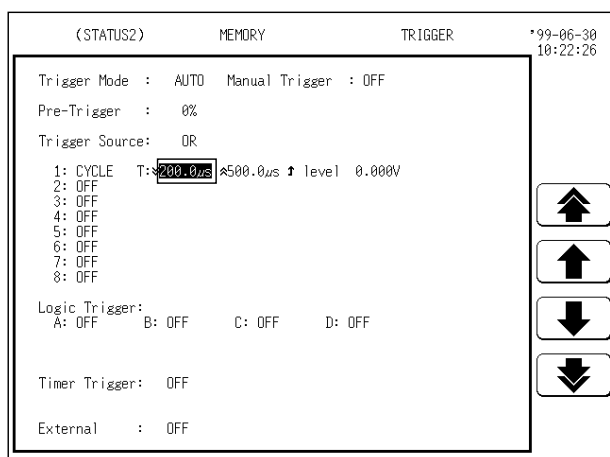 (STATUS2) MEMORY TRIGGER '99-06-30
10:22:26
Trigger Mode : AUTO Manual Trigger : OFF
Pre-Trigger : 0%
Trigger Source: OR
1: CYCLE T:※200.0µs ※500.0µs ↥ level 0.000V
2: OFF
3: OFF
4: OFF
5: OFF
6: OFF
7: OFF
8: OFF
Logic Trigger:
A: OFF B: OFF C: OFF D: OFF
Timer Trigger: OFF
External : OFF